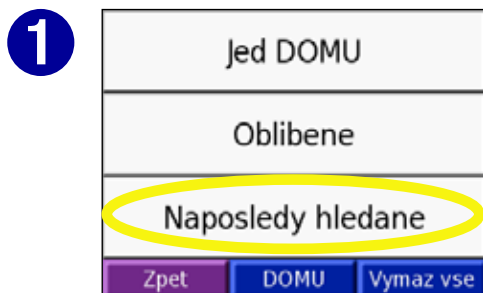 1
Jed DOMU
Oblibene
Naposledy hledane
Zpet DOMU Vymaz vse